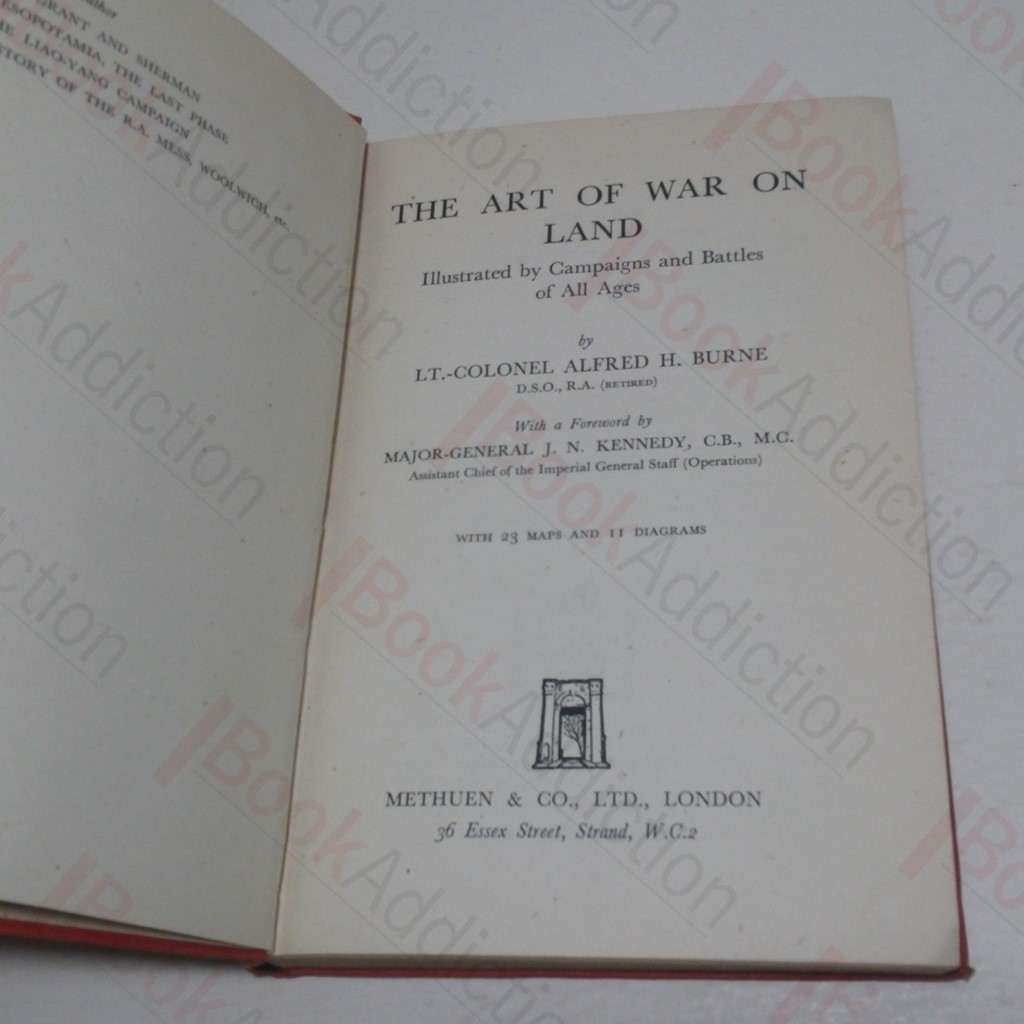 GRANT AND SHERMAN
MESOPOTAMIA, THE LAST PHASE
THE LIAO-YANG CAMPAIGN
STORY OF THE R.A. MESS, WOOLWICH, etc.
THE ART OF WAR ON
LAND
Illustrated by Campaigns and Battles
of All Ages
by
LT.-COLONEL ALFRED H. BURNE
D.S.O., R.A. (RETIRED)
With a Foreword by
MAJOR-GENERAL J. N. KENNEDY, C.B., M.C.
Assistant Chief of the Imperial General Staff (Operations)
WITH 23 MAPS AND 11 DIAGRAMS
METHUEN & CO., LTD., LONDON
36 Essex Street, Strand, W.C.2
BookAddiction